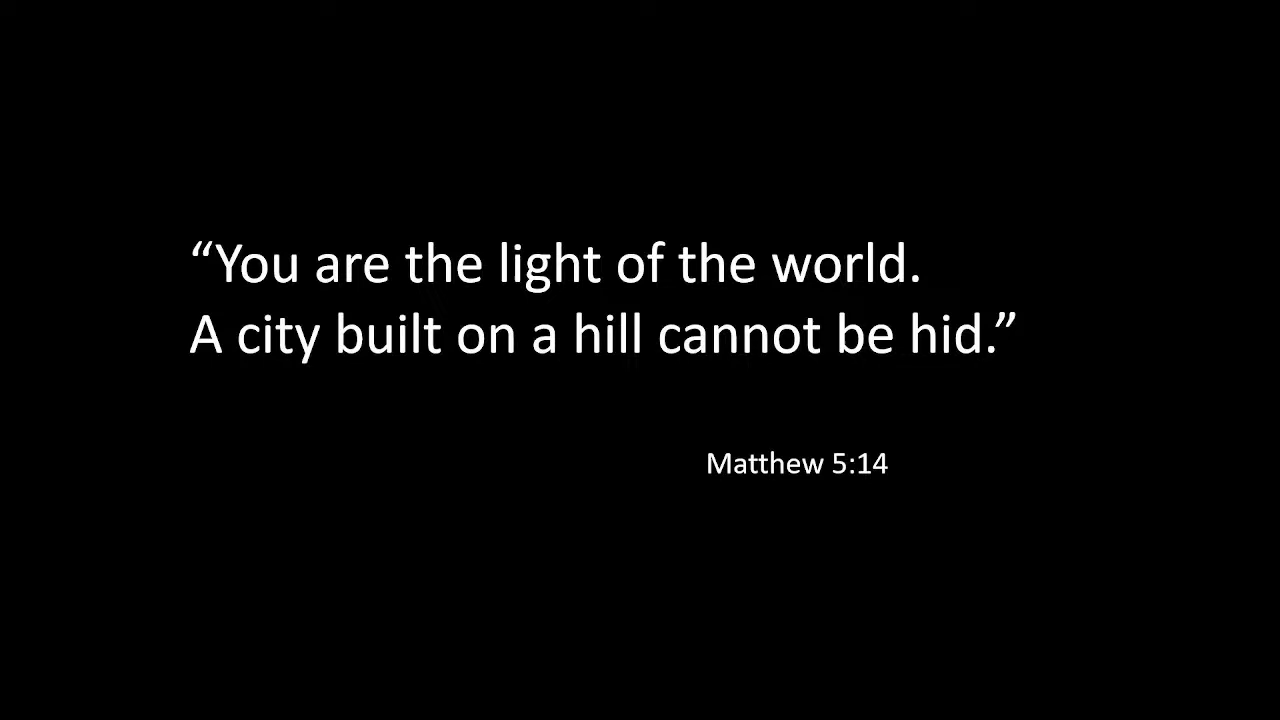 “You are the light of the world.
A city built on a hill cannot be hid.”
Matthew 5:14